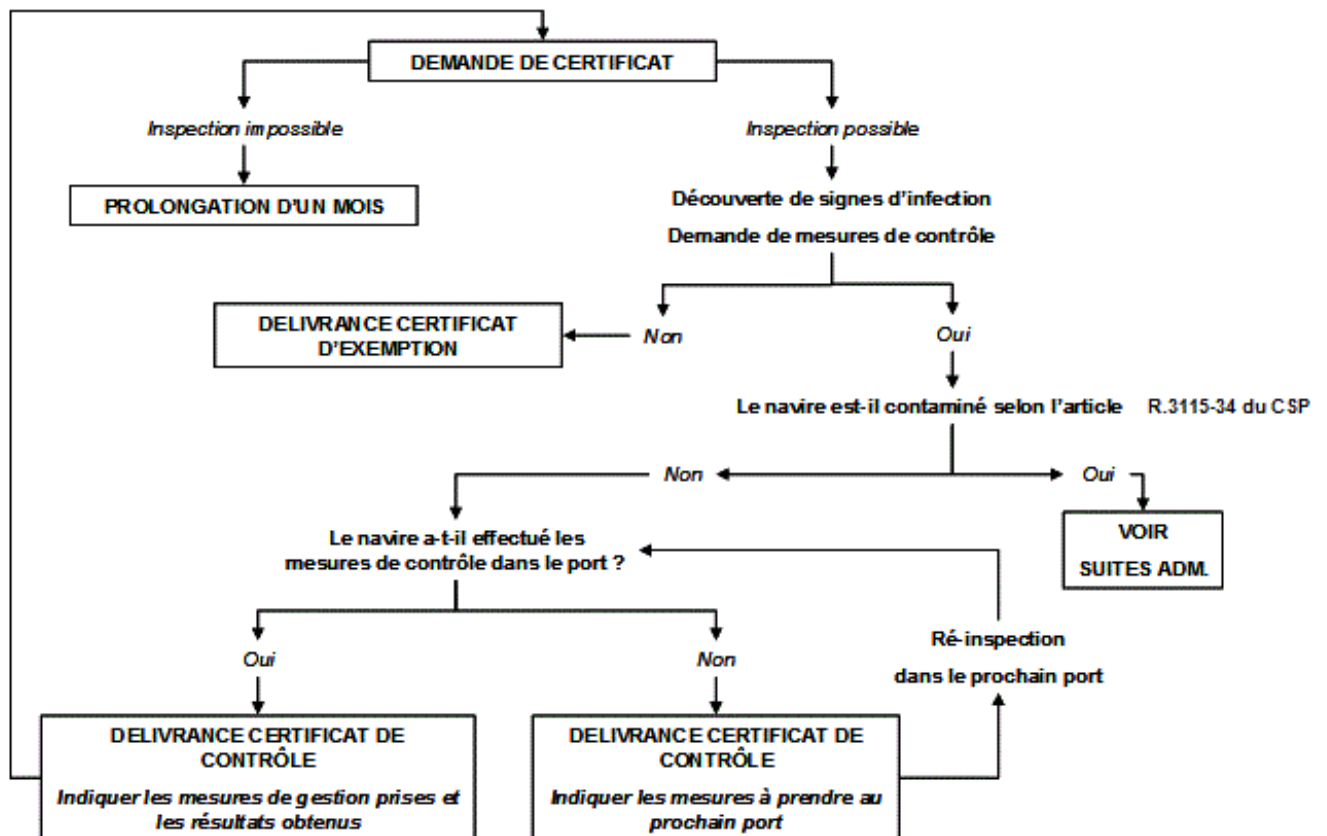 DEMANDE DE CERTIFICAT
Inspection impossible
Inspection possible
PROLONGATION D'UN MOIS
Découverte de signes d'infection
Demande de mesures de contrôle
DELIVRANCE CERTIFICAT
D'EXEMPTION
Non
Oui
Le navire est-il contaminé selon l'article R.3115-34 du CSP
Non
Oui
Le navire a-t-il effectué les
mesures de contrôle dans le port ?
VOIR
SUITES ADM.
Oui
Non
Ré-inspection
dans le prochain port
DELIVRANCE CERTIFICAT DE
CONTRÔLE
Indiquer les mesures de gestion prises et
les résultats obtenus
DELIVRANCE CERTIFICAT DE
CONTRÔLE
Indiquer les mesures à prendre au
prochain port